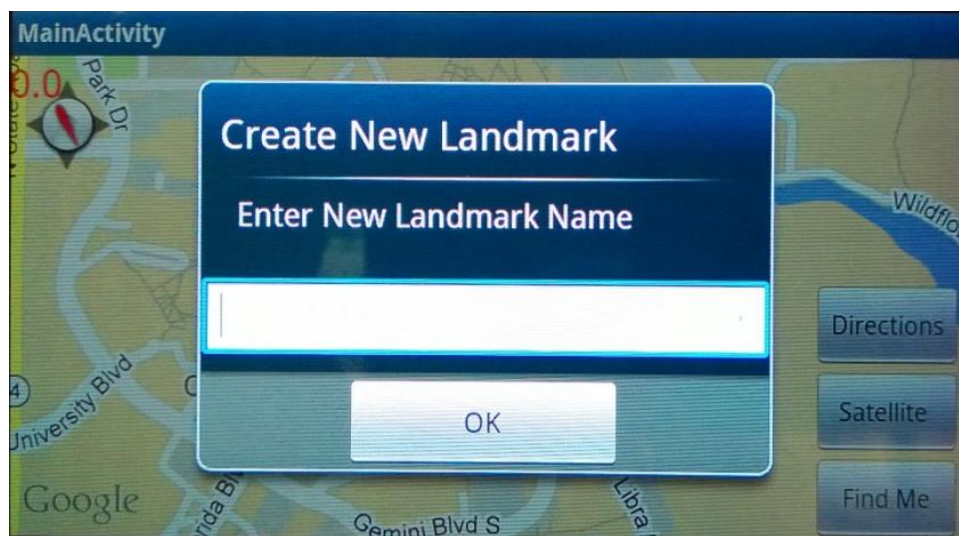 MainActivity
0.0
Park Dr
Create New Landmark
Enter New Landmark Name
Directions
University Blvd
Satellite
OK
Google
Find Me
Gemini Blvd S
Libra